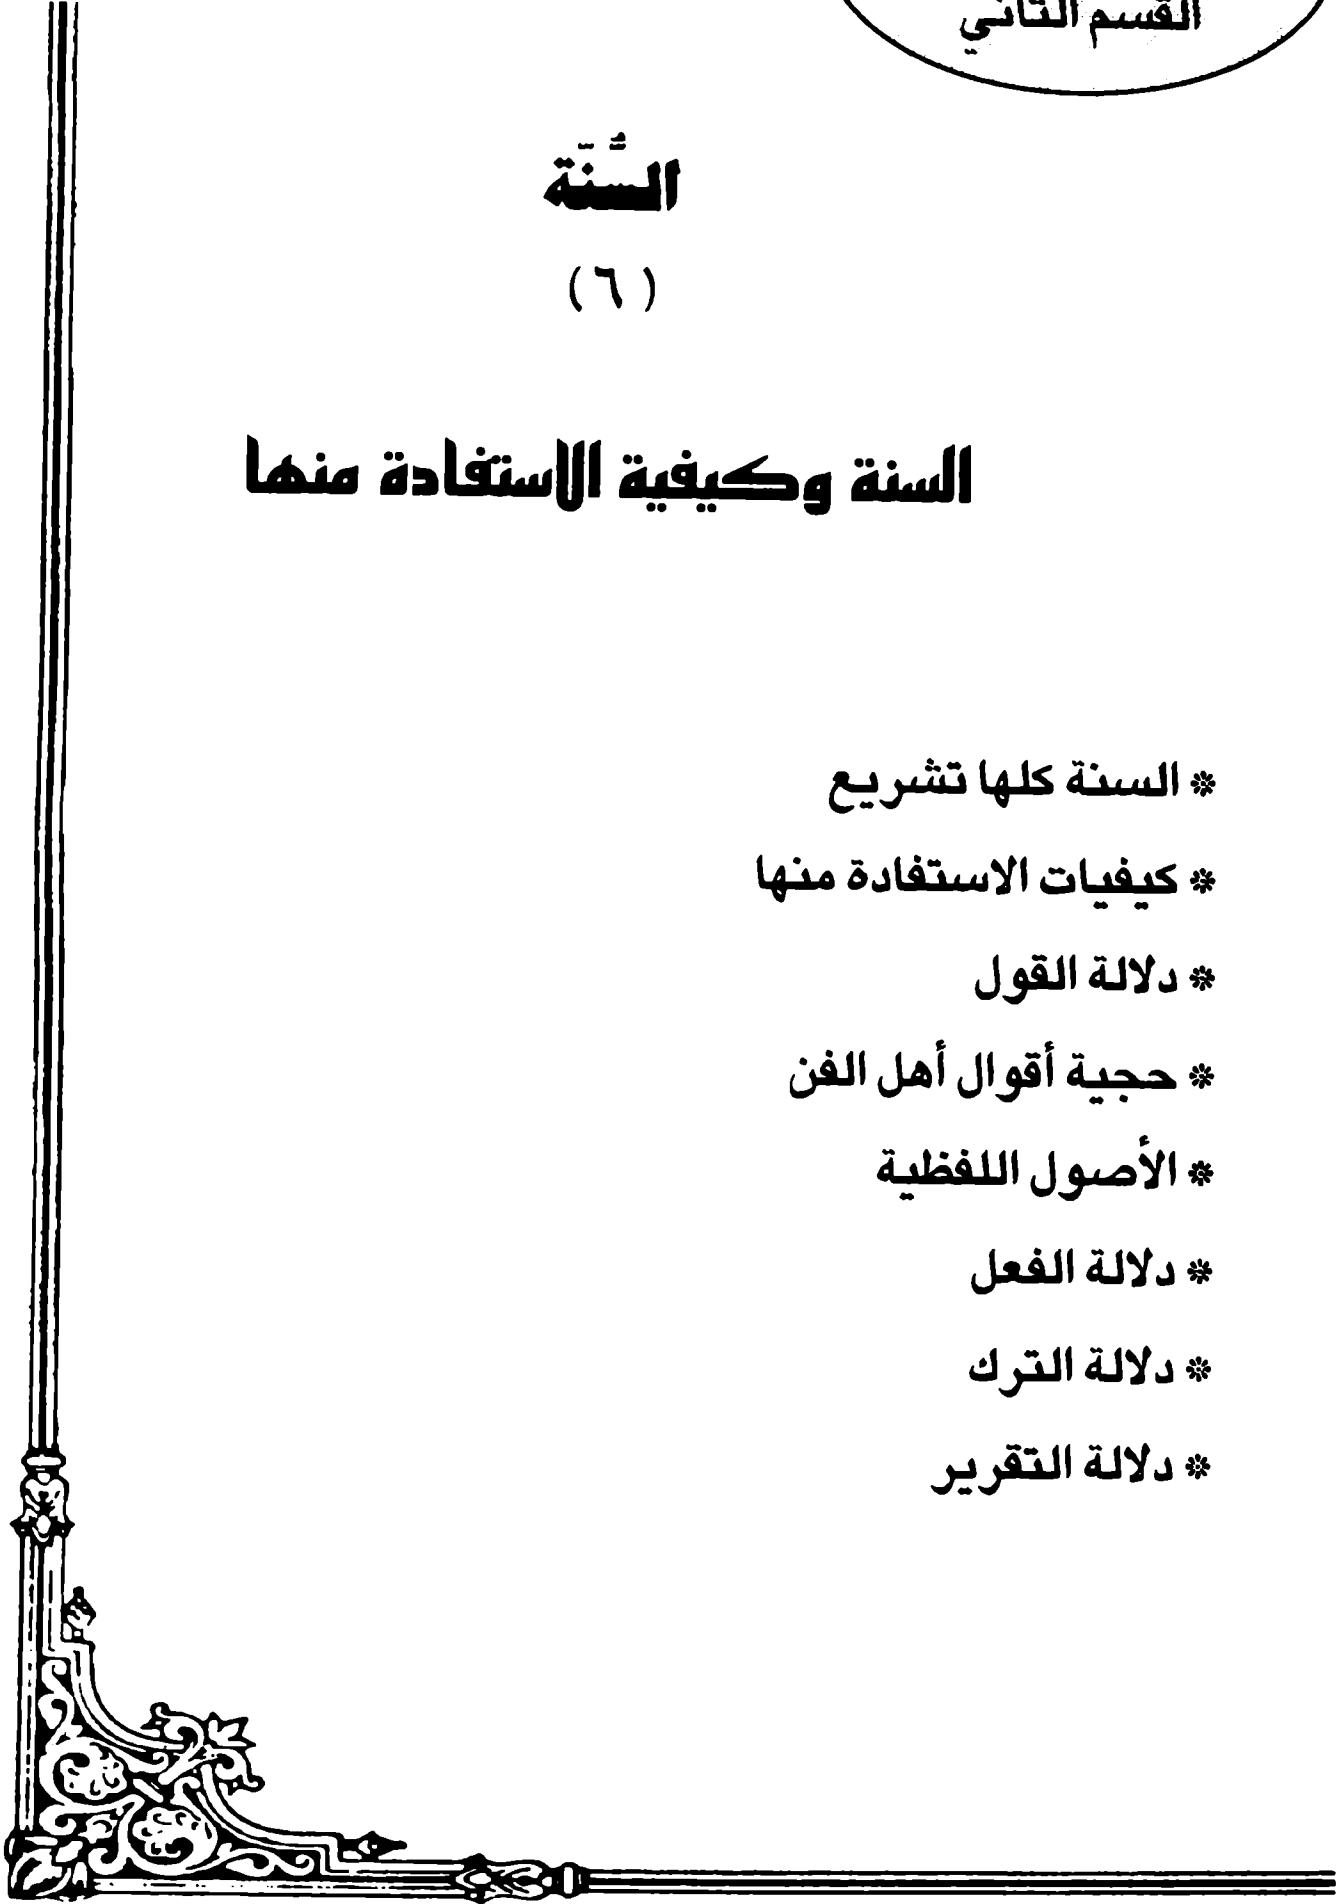 القسم الثاني
السُّنّة
( ٦ )
السنة وكيفية الاستفادة منها
❊ السنة كلها تشريع
❊ كيفيات الاستفادة منها
❊ دلالة القول
❊ حجية أقوال أهل الفن
❊ الأصول اللفظية
❊ دلالة الفعل
❊ دلالة الترك
❊ دلالة التقرير